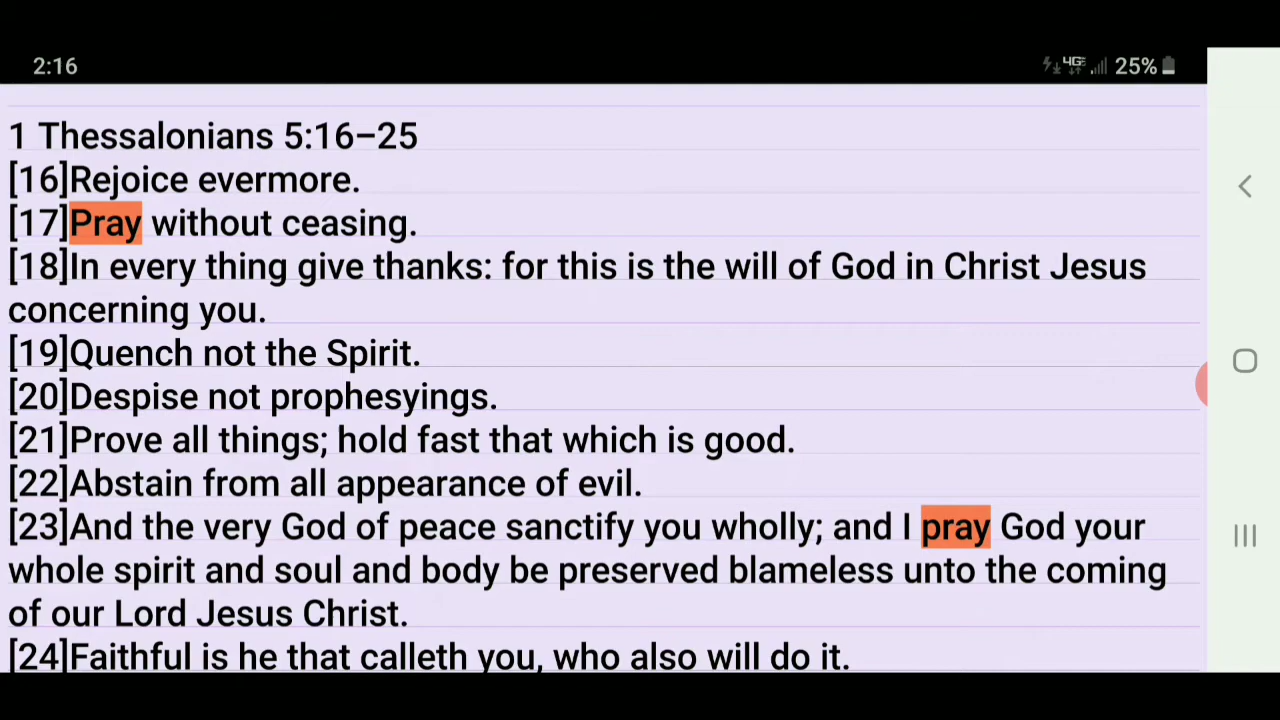 2:16
4GE 25%
1 Thessalonians 5:16–25
[16]Rejoice evermore.
[17]Pray without ceasing.
[18]In every thing give thanks: for this is the will of God in Christ Jesus
concerning you.
[19]Quench not the Spirit.
[20]Despise not prophesyings.
[21]Prove all things; hold fast that which is good.
[22]Abstain from all appearance of evil.
[23]And the very God of peace sanctify you wholly; and I pray God your
whole spirit and soul and body be preserved blameless unto the coming
of our Lord Jesus Christ.
[24]Faithful is he that calleth you, who also will do it.